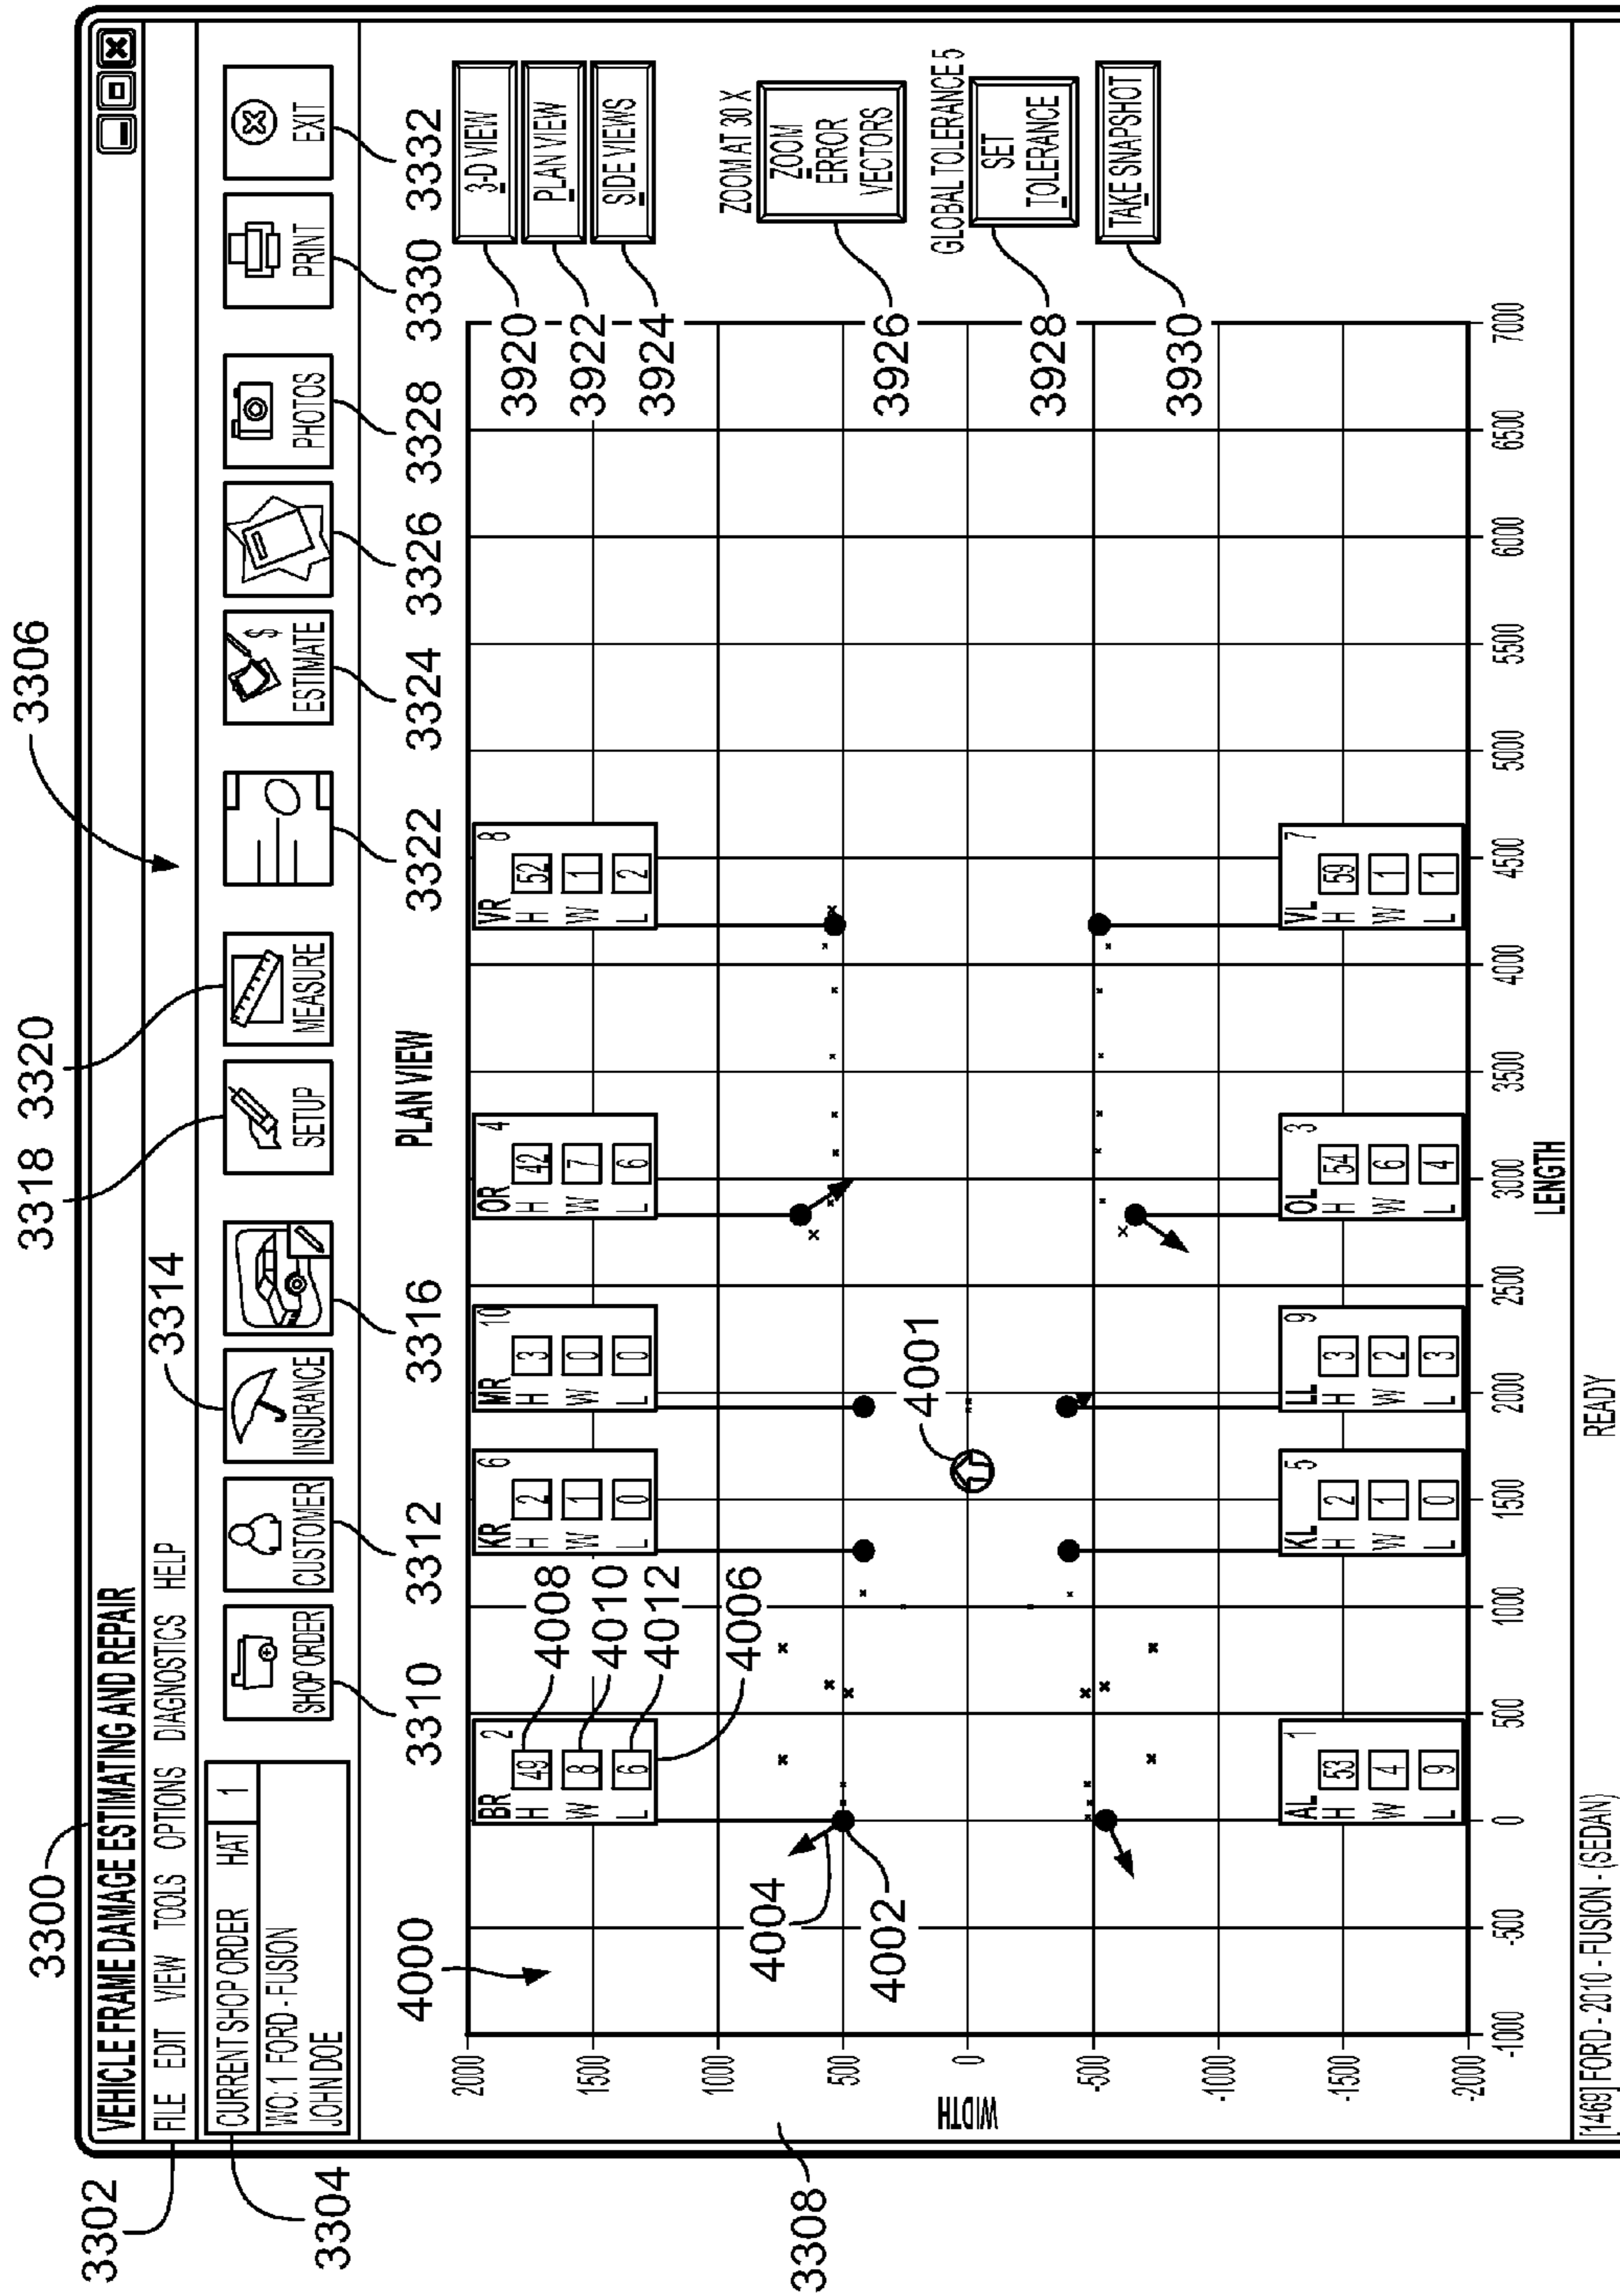 3300
3318 3320
3306
3302
VEHICLE FRAME DAMAGE ESTIMATING AND REPAIR
FILE EDIT VIEW TOOLS OPTIONS DIAGNOSTICS HELP
3304
CURRENT SHOP ORDER HAT 1
WO: 1 FORD - FUSION
JOHN DOE
3314
SHOP ORDER
CUSTOMER
INSURANCE
SETUP
MEASURE
ESTIMATE
$
PHOTOS
PRINT
EXIT
3310
3312
3316
3322
3324
3326
3328
3330
3332
4000
PLAN VIEW
3308
WIDTH
2000
1500
1000
500
0
-500
-1000
-1500
-2000
BR 2
H 49
W 8
L 6
4008
4010
4012
4006
KR 6
H 2
W 1
L 0
MR 10
H 3
W 0
L 0
OR 4
H 42
W 7
L 6
VR 8
H 52
W 1
L 2
4004
4002
4001
AL 1
H 53
W 4
L 9
KL 5
H 2
W 1
L 0
LL 9
H 3
W 2
L 3
OL 3
H 54
W 6
L 4
VL 7
H 59
W 1
L 1
-1000
-500
0
500
1000
1500
2000
2500
3000
3500
4000
4500
5000
5500
6000
6500
7000
LENGTH
3920
3-D VIEW
3922
PLAN VIEW
3924
SIDE VIEWS
ZOOM AT 30 X
3926
ZOOM
ERROR
VECTORS
GLOBAL TOLERANCE 5
3928
SET
TOLERANCE
3930
TAKE SNAPSHOT
[1469] FORD - 2010 - FUSION - (SEDAN)
READY